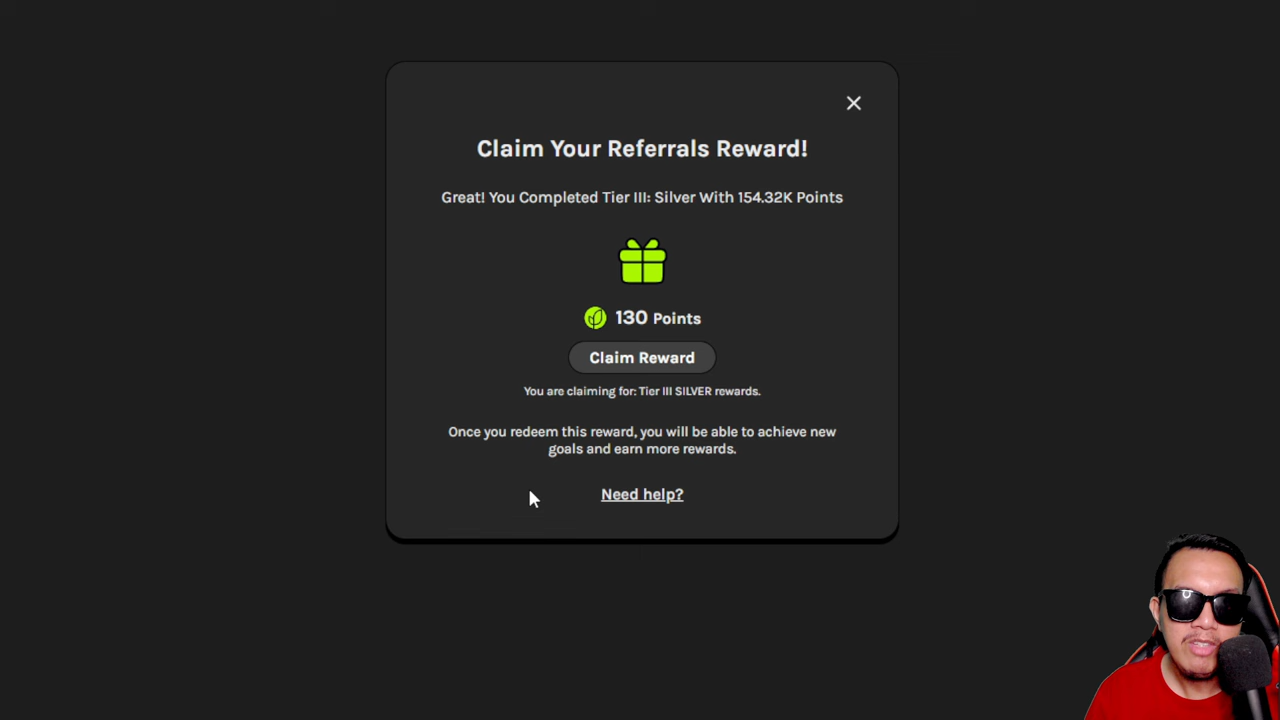 Claim Your Referrals Reward!
Great! You Completed Tier III: Silver With 154.32K Points
130 Points
Claim Reward
You are claiming for: Tier III SILVER rewards.
Once you redeem this reward, you will be able to achieve new
goals and earn more rewards.
Need help?